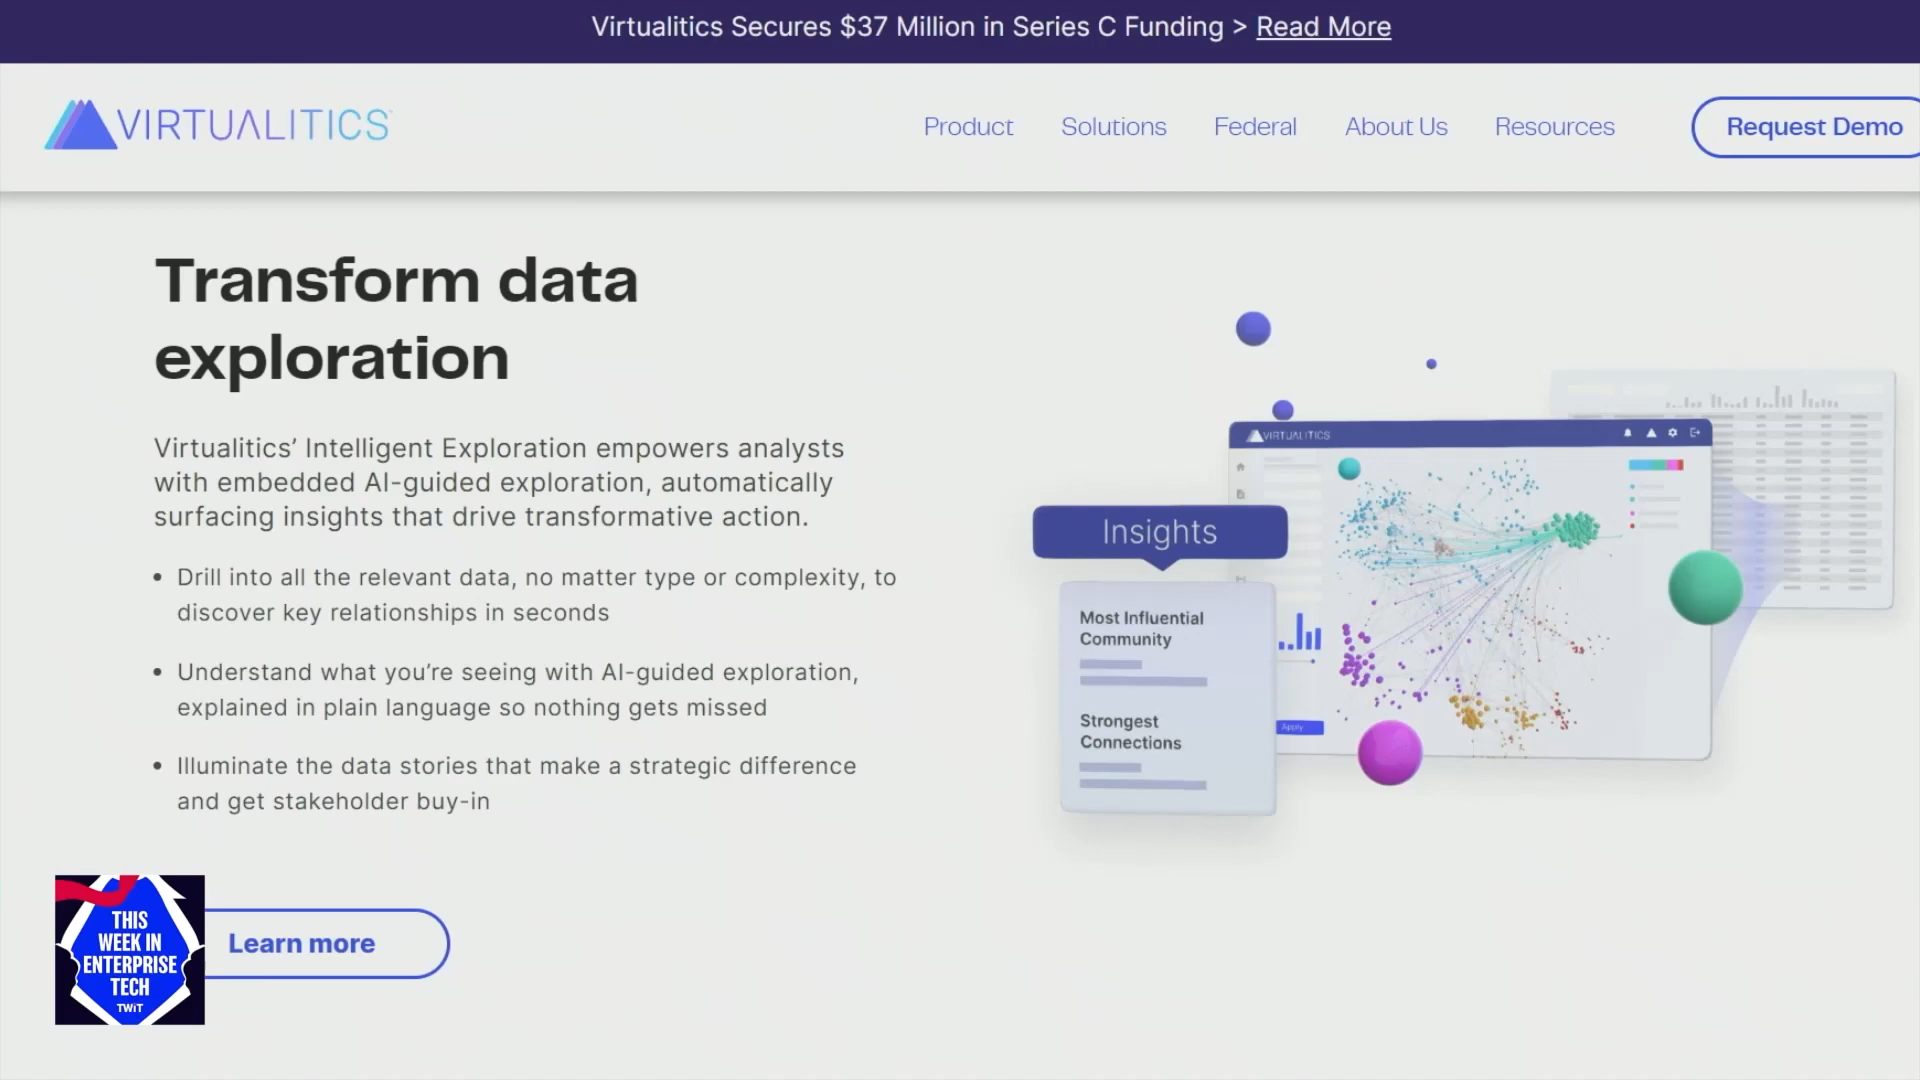 Virtualitics Secures $37 Million in Series C Funding > Read More
VIRTUALITICS
Product
Solutions
Federal
About Us
Resources
Request Demo
Transform data
exploration
Virtualitics’ Intelligent Exploration empowers analysts
with embedded AI-guided exploration, automatically
surfacing insights that drive transformative action.
• Drill into all the relevant data, no matter type or complexity, to
discover key relationships in seconds
• Understand what you’re seeing with AI-guided exploration,
explained in plain language so nothing gets missed
• Illuminate the data stories that make a strategic difference
and get stakeholder buy-in
Learn more
VIRTUALITICS
Insights
Most Influential
Community
Strongest
Connections
Apply
THIS
WEEK IN
ENTERPRISE
TECH
TWiT